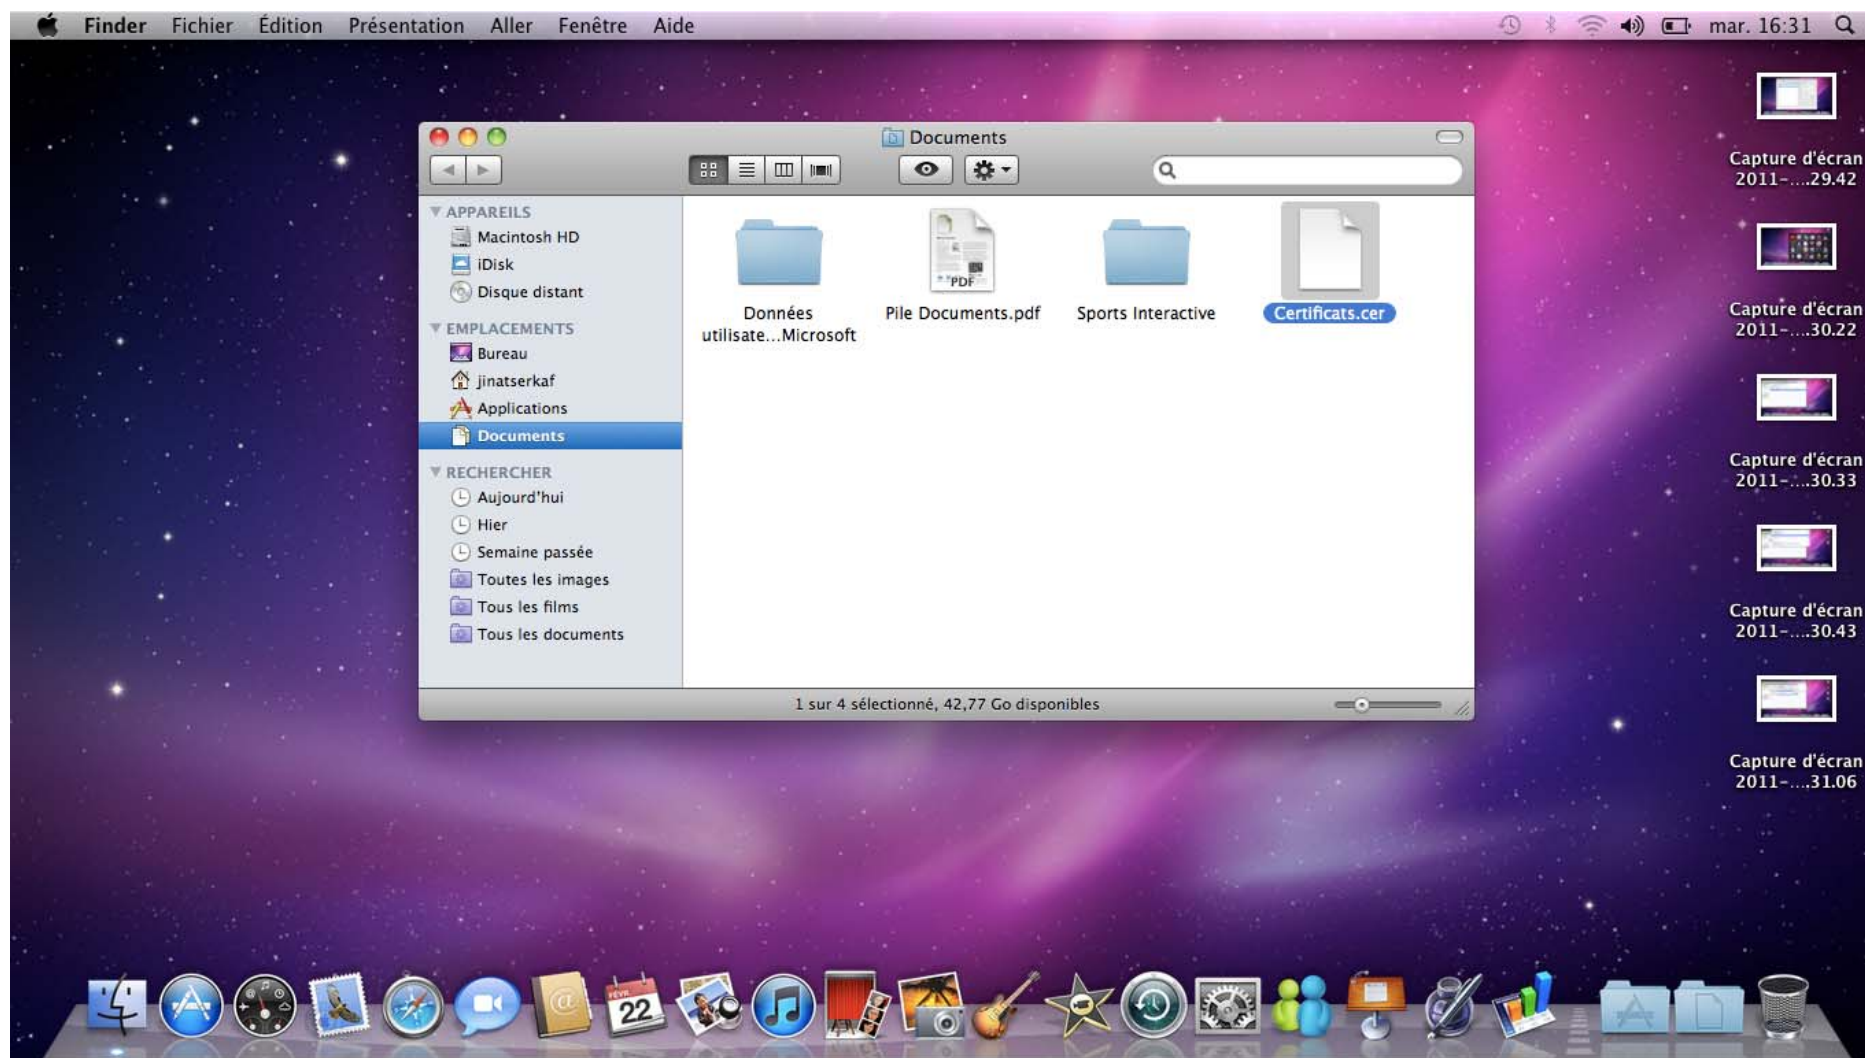 Finder Fichier Édition Présentation Aller Fenêtre Aide
mar. 16:31
Documents
APPAREILS
Macintosh HD
iDisk
Disque distant
EMPLACEMENTS
Bureau
jinatserkaf
Applications
Documents
RECHERCHER
Aujourd'hui
Hier
Semaine passée
Toutes les images
Tous les films
Tous les documents
Données
utilisate...Microsoft
PDF
Pile Documents.pdf
Sports Interactive
Certificats.cer
1 sur 4 sélectionné, 42,77 Go disponibles
Capture d'écran
2011-....29.42
Capture d'écran
2011-....30.22
Capture d'écran
2011-....30.33
Capture d'écran
2011-....30.43
Capture d'écran
2011-....31.06
FÉVR.
22